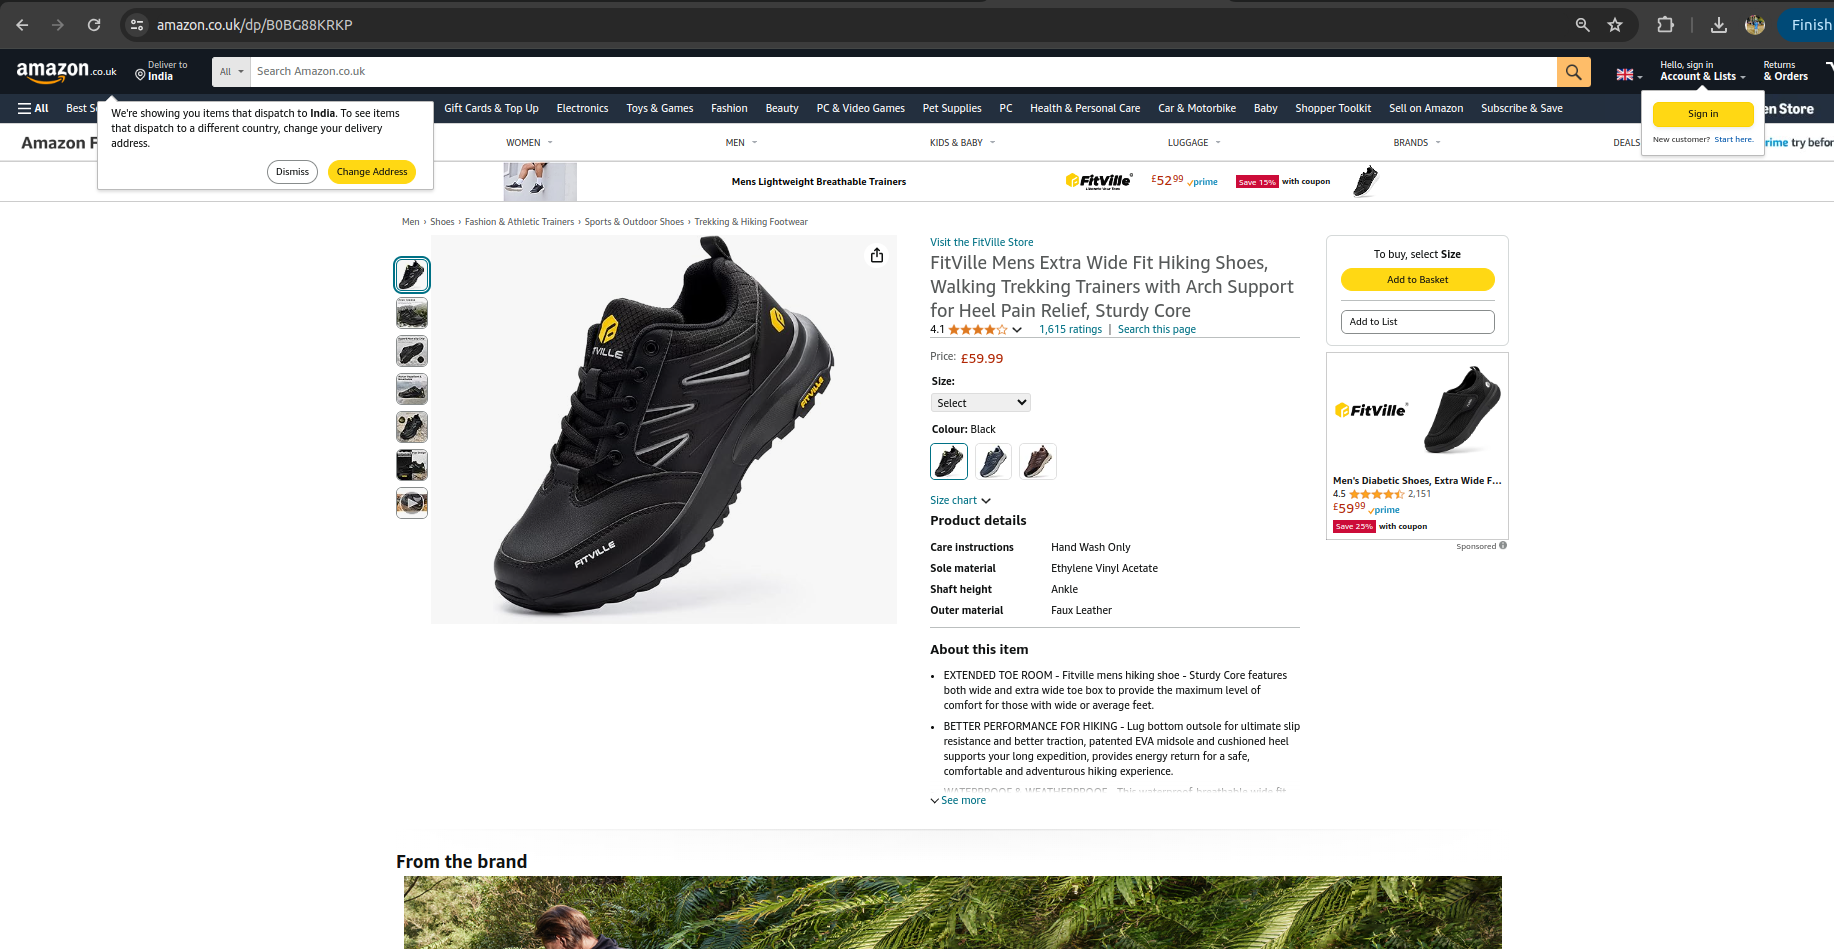 amazon.co.uk/dp/B0BG88KRKP
Finish
amazon.co.uk
Deliver to
India
All
Search Amazon.co.uk
Hello, sign in
Account & Lists
Returns
& Orders
All
Best S
Gift Cards & Top Up
Electronics
Toys & Games
Fashion
Beauty
PC & Video Games
Pet Supplies
PC
Health & Personal Care
Car & Motorbike
Baby
Shopper Toolkit
Sell on Amazon
Subscribe & Save
en Store
We're showing you items that dispatch to India. To see items
that dispatch to a different country, change your delivery
address.
Dismiss
Change Address
Sign in
New customer? Start here.
Amazon F
WOMEN
MEN
KIDS & BABY
LUGGAGE
BRANDS
DEALS
rime try befor
Mens Lightweight Breathable Trainers
FitVille
£52.99 prime
Save 15% with coupon
Men › Shoes › Fashion & Athletic Trainers › Sports & Outdoor Shoes › Trekking & Hiking Footwear
TVILLE
FITVILLE
FITVILLE
Visit the FitVille Store
FitVille Mens Extra Wide Fit Hiking Shoes,
Walking Trekking Trainers with Arch Support
for Heel Pain Relief, Sturdy Core
4.1
1,615 ratings | Search this page
Price: £59.99
Size:
Select
Colour: Black
Size chart
Product details
Care instructions Hand Wash Only
Sole material Ethylene Vinyl Acetate
Shaft height Ankle
Outer material Faux Leather
About this item
• EXTENDED TOE ROOM - Fitville mens hiking shoe - Sturdy Core features
both wide and extra wide toe box to provide the maximum level of
comfort for those with wide or average feet.
• BETTER PERFORMANCE FOR HIKING - Lug bottom outsole for ultimate slip
resistance and better traction, patented EVA midsole and cushioned heel
supports your long expedition, provides energy return for a safe,
comfortable and adventurous hiking experience.
WATERPROOF & WEATHERPROOF - This waterproof, breathable wide fit
See more
To buy, select Size
Add to Basket
Add to List
FitVille
Men's Diabetic Shoes, Extra Wide F...
4.5 2,151
£59.99 prime
Save 25% with coupon
Sponsored
From the brand